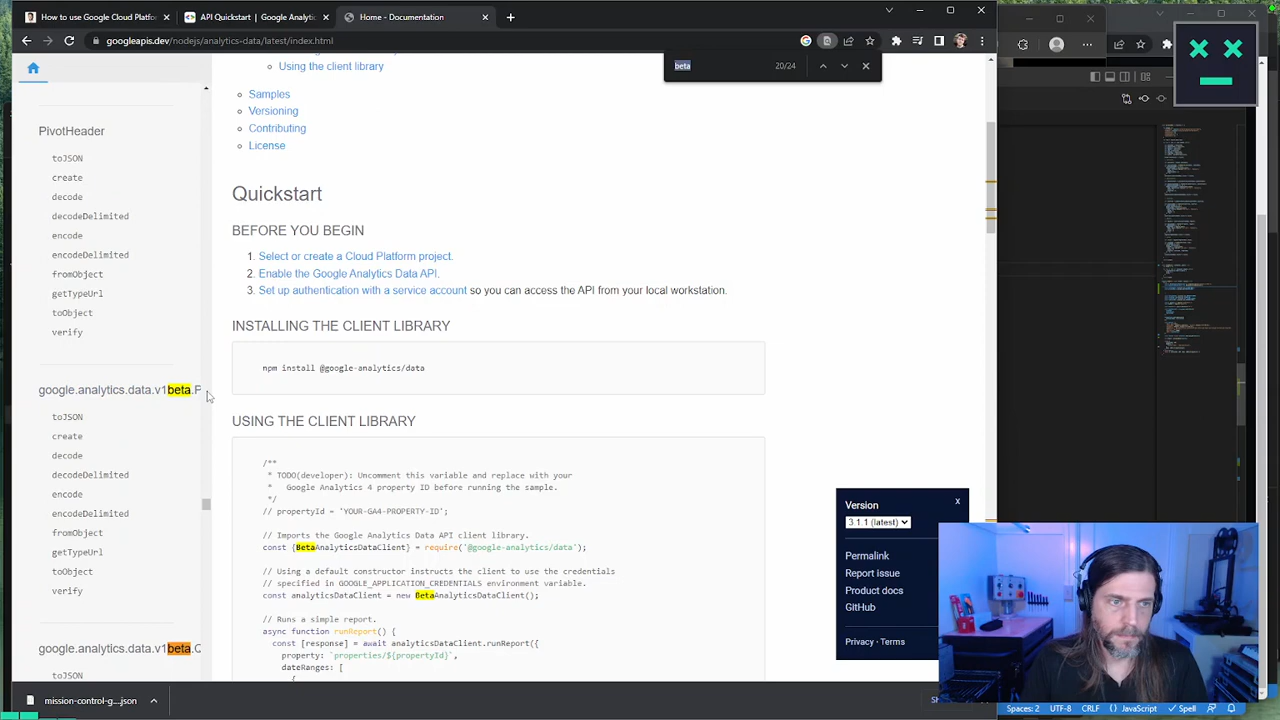 How to use Google Cloud Platform
API Quickstart | Google Analytic
Home - Documentation
googleapis.dev/nodejs/analytics-data/latest/index.html
beta
20/24
PivotHeader
toJSON
create
decode
decodeDelimited
encode
encodeDelimited
fromObject
getTypeUrl
toObject
verify
google.analytics.data.v1beta.P
toJSON
create
decode
decodeDelimited
encode
encodeDelimited
fromObject
getTypeUrl
toObject
verify
google.analytics.data.v1beta.Q
toJSON
Using the client library
Samples
Versioning
Contributing
License
Quickstart
BEFORE YOU BEGIN
1. Select or create a Cloud Platform project.
2. Enable the Google Analytics Data API.
3. Set up authentication with a service account so you can access the API from your local workstation.
INSTALLING THE CLIENT LIBRARY
npm install @google-analytics/data
USING THE CLIENT LIBRARY
/**
* TODO(developer): Uncomment this variable and replace with your
* Google Analytics 4 property ID before running the sample.
*/
// propertyId = 'YOUR-GA4-PROPERTY-ID';
// Imports the Google Analytics Data API client library.
const {BetaAnalyticsDataClient} = require('@google-analytics/data');
// Using a default constructor instructs the client to use the credentials
// specified in GOOGLE_APPLICATION_CREDENTIALS environment variable.
const analyticsDataClient = new BetaAnalyticsDataClient();
// Runs a simple report.
async function runReport() {
const [response] = await analyticsDataClient.runReport({
property: `properties/${propertyId}`,
dateRanges: [
Version
x
3.1.1 (latest)
Permalink
Report issue
Product docs
GitHub
Privacy · Terms
mission-control-g....json
Spaces: 2
UTF-8
CRLF
{} JavaScript
Spell